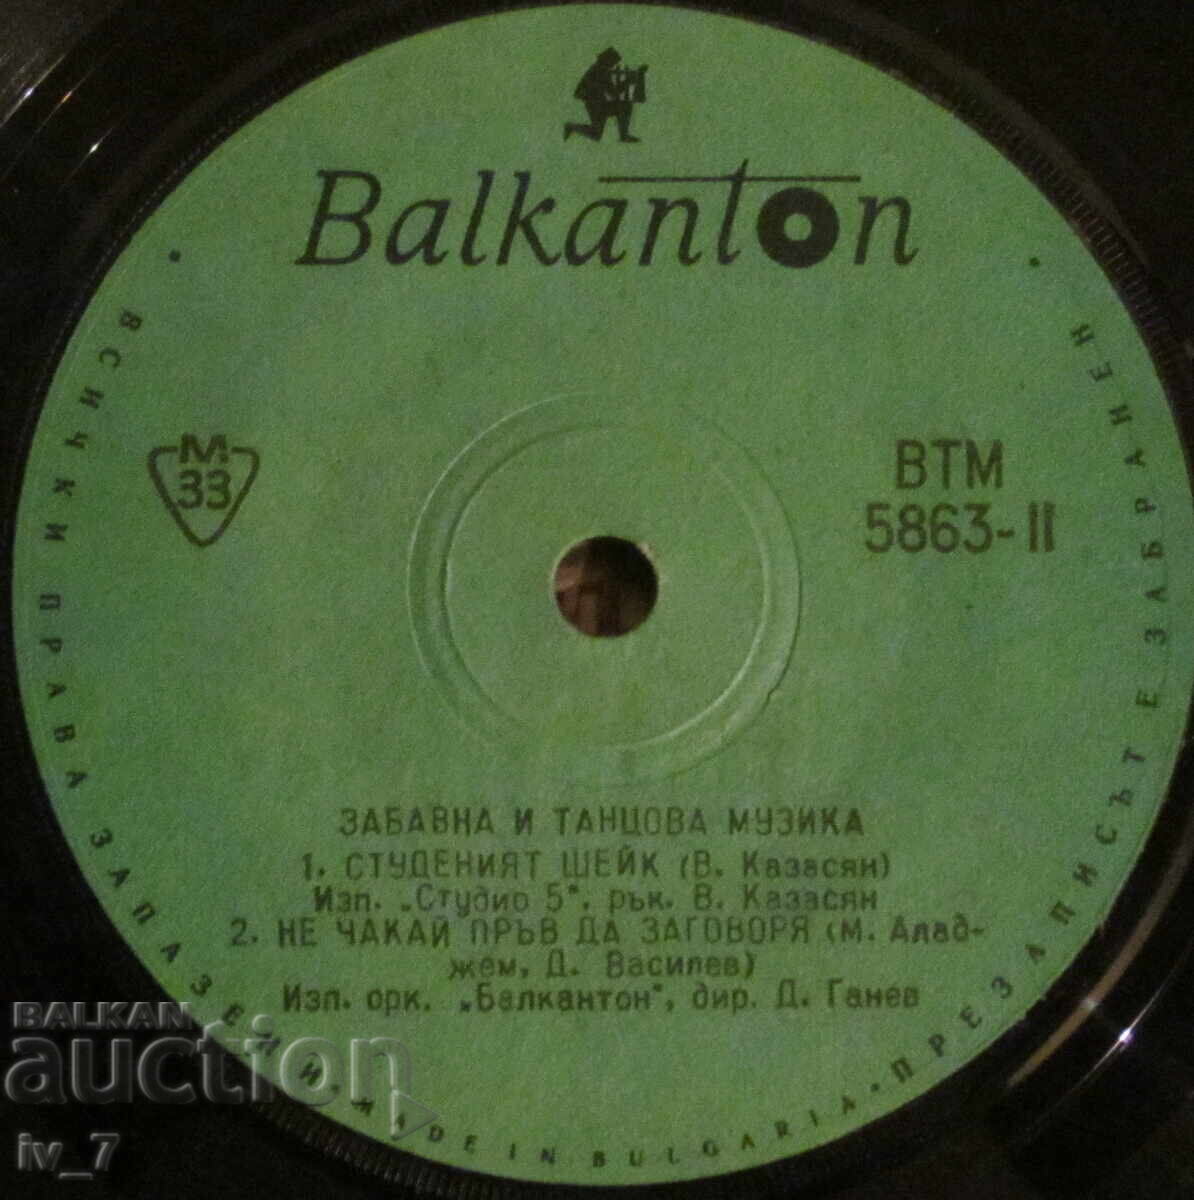 Balkanton
М
33
ВТМ
5863-II
ЗАБАВНА И ТАНЦОВА МУЗИКА
1. СТУДЕНИЯТ ШЕЙК (В. Казасян)
Изп. „Студио 5", рък. В. Казасян
2. НЕ ЧАКАЙ ПРЪВ ДА ЗАГОВОРЯ (М. Алад-
жем, Д. Василев)
Изп. орк. „Балкантон", дир. Д. Ганев
ВСИЧКИ ПРАВА ЗАПАЗЕНИ · MADE IN BULGARIA · ПРЕЗАПИСЪТ Е ЗАБРАНЕН
BALKAN
auction
iv_7